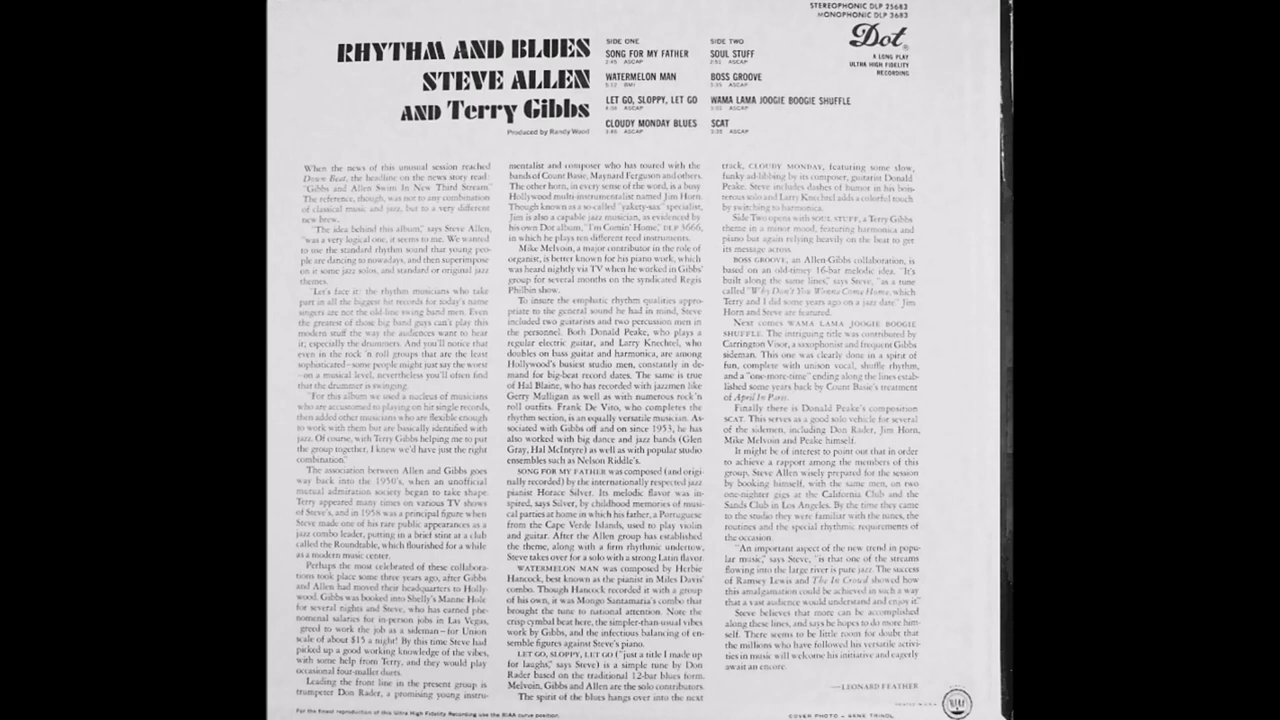 STEREOPHONIC DLP 25683
MONOPHONIC DLP 3683
Dot
A LONG PLAY
ULTRA HIGH FIDELITY
RECORDING
RHYTHM AND BLUES
STEVE ALLEN
AND Terry Gibbs
Produced by Randy Wood
SIDE ONE
SONG FOR MY FATHER
2:45 ASCAP
WATERMELON MAN
5:12 BMI
LET GO, SLOPPY, LET GO
ASCAP
CLOUDY MONDAY BLUES
ASCAP
SIDE TWO
SOUL STUFF
2:51 ASCAP
BOSS GROOVE
ASCAP
WAMA LAMA JOOGIE BOOGIE SHUFFLE
ASCAP
SCAT
ASCAP
When the news of this unusual session reached
Down Beat, the headline on the news story read:
"Gibbs and Allen Swim In New Third Stream."
The reference, though, was not to any combination
of classical music and jazz, but to a very different
new brew.
"The idea behind this album," says Steve Allen,
"was a very logical one, it seems to me. We wanted
to use the standard rhythm sound that young peo-
ple are dancing to nowadays, and then superimpose
on it some jazz solos, and standard or original jazz
themes.
"Let's face it: the rhythm musicians who take
part in all the biggest hit records for today's name
singers are not the old-line swing band men. Even
the greatest of those big band guys can't play this
modern stuff the way the audiences want to hear
it; especially the drummers. And you'll notice that
even in the rock 'n roll groups that are the least
sophisticated—some people might just say the worst
—on a musical level, nevertheless you'll often find
that the drummer is swinging.
"For this album we used a nucleus of musicians
who are accustomed to playing on hit single records,
then added other musicians who are flexible enough
to work with them but are basically identified with
jazz. Of course, with Terry Gibbs helping me to put
the group together, I knew we'd have just the right
combination."
The association between Allen and Gibbs goes
way back into the 1950's, when an unofficial
mutual admiration society began to take shape.
Terry appeared many times on various TV shows
of Steve's, and in 1958 was a principal figure when
Steve made one of his rare public appearances as a
jazz combo leader, putting in a brief stint at a club
called the Roundtable, which flourished for a while
as a modern music center.
Perhaps the most celebrated of these collabora-
tions took place some three years ago, after Gibbs
and Allen had moved their headquarters to Holly-
wood. Gibbs was booked into Shelly's Manne Hole
for several nights and Steve, who has earned phe-
nomenal salaries for in-person jobs in Las Vegas,
greed to work the job as a sideman—for Union
scale of about $15 a night! By this time Steve had
picked up a good working knowledge of the vibes,
with some help from Terry, and they would play
occasional four-mallet duets.
Leading the front line in the present group is
trumpeter Don Rader, a promising young instru-
mentalist and composer who has toured with the
bands of Count Basie, Maynard Ferguson and others.
The other horn, in every sense of the word, is a busy
Hollywood multi-instrumentalist named Jim Horn.
Though known as a so-called "yakety-sax" specialist,
Jim is also a capable jazz musician, as evidenced by
his own Dot album, "I'm Comin' Home," DLP 3666,
in which he plays ten different reed instruments.
Mike Melvoin, a major contributor in the role of
organist, is better known for his piano work, which
was heard nightly via TV when he worked in Gibbs'
group for several months on the syndicated Regis
Philbin show.
To insure the emphatic rhythm qualities appro-
priate to the general sound he had in mind, Steve
included two guitarists and two percussion men in
the personnel. Both Donald Peake, who plays a
regular electric guitar, and Larry Knechtel, who
doubles on bass guitar and harmonica, are among
Hollywood's busiest studio men, constantly in de-
mand for big-beat record dates. The same is true
of Hal Blaine, who has recorded with jazzmen like
Gerry Mulligan as well as with numerous rock'n
roll outfits. Frank De Vito, who completes the
rhythm section, is an equally versatile musician. As-
sociated with Gibbs off and on since 1953, he has
also worked with big dance and jazz bands (Glen
Gray, Hal McIntyre) as well as with popular studio
ensembles such as Nelson Riddle's.
SONG FOR MY FATHER was composed (and origi-
nally recorded) by the internationally respected jazz
pianist Horace Silver. Its melodic flavor was in-
spired, says Silver, by childhood memories of musi-
cal parties at home in which his father, a Portuguese
from the Cape Verde Islands, used to play violin
and guitar. After the Allen group has established
the theme, along with a firm rhythmic undertow,
Steve takes over for a solo with a strong Latin flavor.
WATERMELON MAN was composed by Herbie
Hancock, best known as the pianist in Miles Davis'
combo. Though Hancock recorded it with a group
of his own, it was Mongo Santamaria's combo that
brought the tune to national attention. Note the
crisp cymbal beat here, the simpler-than-usual vibes
work by Gibbs, and the infectious balancing of en-
semble figures against Steve's piano.
LET GO, SLOPPY, LET GO ("just a title I made up
for laughs," says Steve) is a simple tune by Don
Rader based on the traditional 12-bar blues form.
Melvoin, Gibbs and Allen are the solo contributors.
The spirit of the blues hangs over into the next
track, CLOUDY MONDAY, featuring some slow,
funky ad-libbing by its composer, guitarist Donald
Peake. Steve includes dashes of humor in his bois-
terous solo and Larry Knechtel adds a colorful touch
by switching to harmonica.
Side Two opens with SOUL STUFF, a Terry Gibbs
theme in a minor mood, featuring harmonica and
piano but again relying heavily on the beat to get
its message across.
BOSS GROOVE, an Allen-Gibbs collaboration, is
based on an old-timey 16-bar melodic idea. "It's
built along the same lines," says Steve, "as a tune
called "Why Don't You Wanna Come Home, which
Terry and I did some years ago on a jazz date." Jim
Horn and Steve are featured.
Next comes WAMA LAMA JOOGIE BOOGIE
SHUFFLE. The intriguing title was contributed by
Carrington Visor, a saxophonist and frequent Gibbs
sideman. This one was clearly done in a spirit of
fun, complete with unison vocal, shuffle rhythm,
and a "one-more-time" ending along the lines estab-
lished some years back by Count Basie's treatment
of April In Paris.
Finally there is Donald Peake's composition
SCAT. This serves as a good solo vehicle for several
of the sidemen, including Don Rader, Jim Horn,
Mike Melvoin and Peake himself.
It might be of interest to point out that in order
to achieve a rapport among the members of this
group, Steve Allen wisely prepared for the session
by booking himself, with the same men, on two
one-nighter gigs at the California Club and the
Sands Club in Los Angeles. By the time they came
to the studio they were familiar with the tunes, the
routines and the special rhythmic requirements of
the occasion.
"An important aspect of the new trend in popu-
lar music," says Steve, "is that one of the streams
flowing into the large river is pure jazz. The success
of Ramsey Lewis and The In Crowd showed how
this amalgamation could be achieved in such a way
that a vast audience would understand and enjoy it."
Steve believes that more can be accomplished
along these lines, and says he hopes to do more him-
self. There seems to be little room for doubt that
the millions who have followed his versatile activi-
ties in music will welcome his initiative and eagerly
await an encore.
—LEONARD FEATHER
PRINTED IN U.S.A.
For the finest reproduction of this Ultra High Fidelity Recording use the RIAA curve position.
COVER PHOTO – GENE TRINDL
RIAA